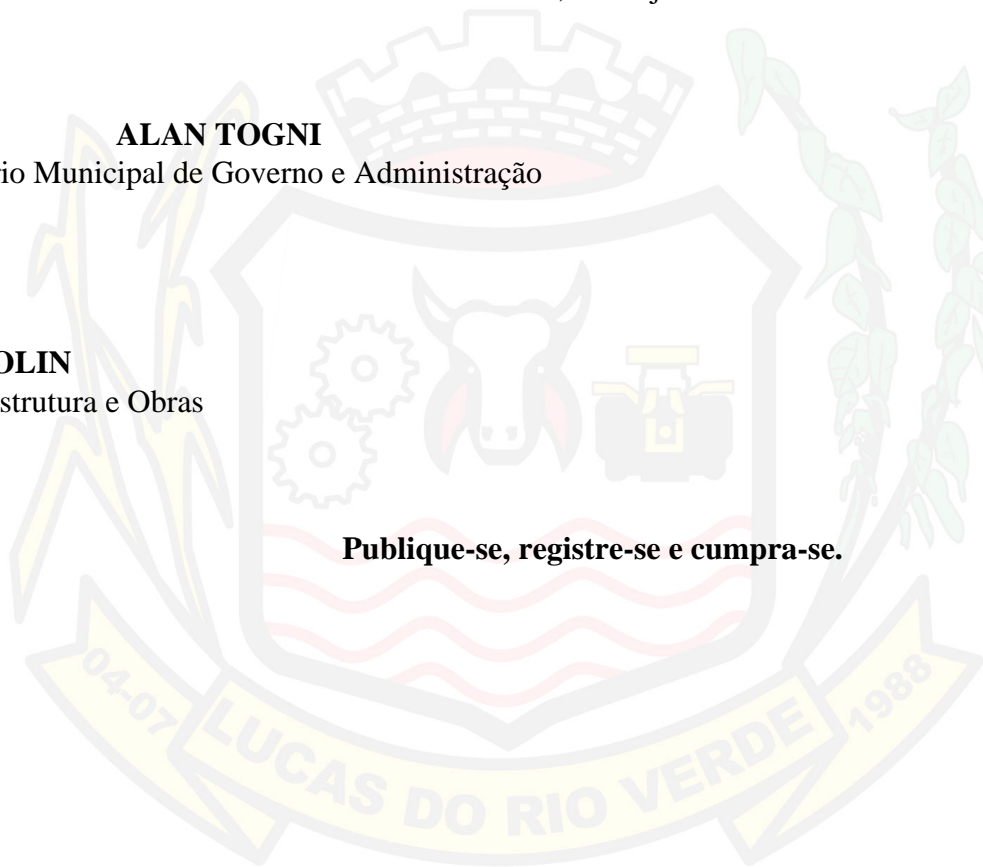 ALAN TOGNI
rio Municipal de Governo e Administração
OLIN
strutura e Obras
Publique-se, registre-se e cumpra-se.
04-07
LUCAS DO RIO VERDE
1988